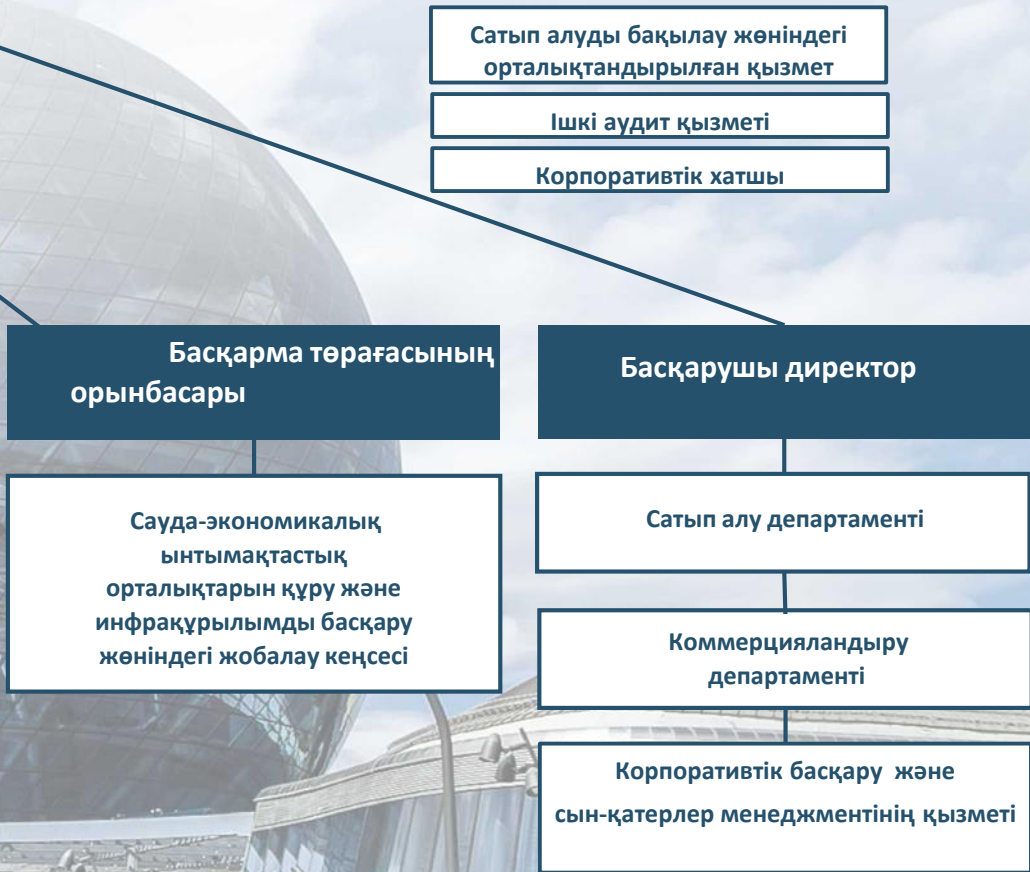 Сатып алуды бақылау жөніндегі
орталықтандырылған қызмет
Ішкі аудит қызметі
Корпоративтік хатшы
Басқарма төрағасының
орынбасары
Басқарушы директор
Сауда-экономикалық
ынтымақтастық
орталықтарын құру және
инфрақұрылымды басқару
жөніндегі жобалау кеңсесі
Сатып алу департаменті
Коммерцияландыру
департаменті
Корпоративтік басқару және
сын-қатерлер менеджментінің қызметі